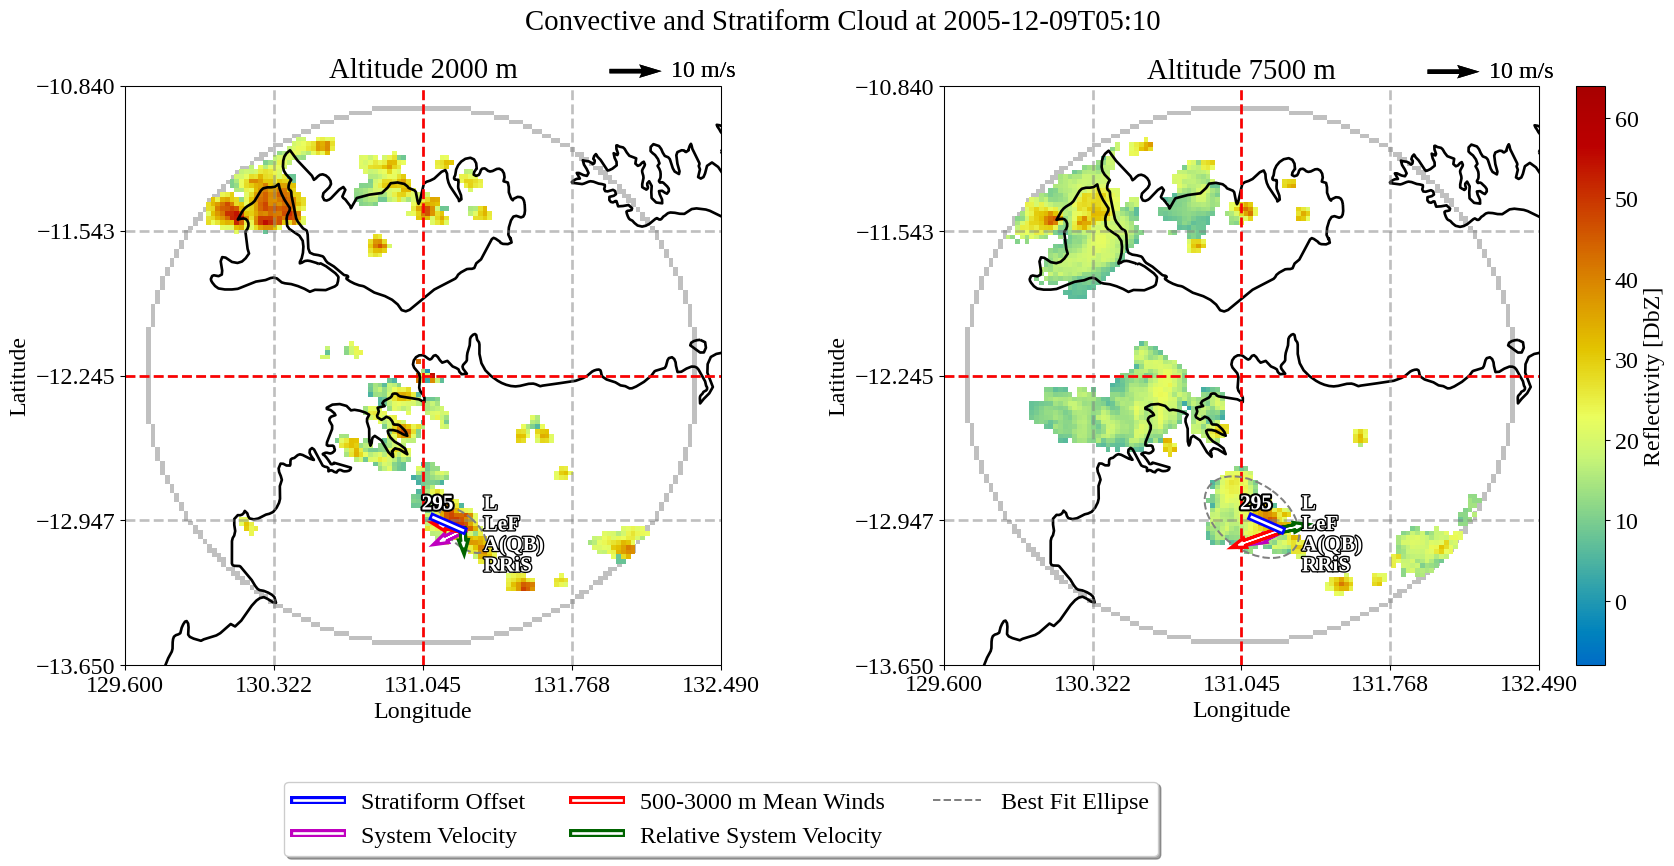 Convective and Stratiform Cloud at 2005-12-09T05:10
Altitude 2000 m
10 m/s
−10.840
−11.543
−12.245
−12.947
−13.650
Latitude
295
L
LeF
A(QB)
RRiS
129.600
130.322
131.045
131.768
132.490
Longitude
Altitude 7500 m
10 m/s
−10.840
−11.543
−12.245
−12.947
−13.650
Latitude
295
L
LeF
A(QB)
RRiS
129.600
130.322
131.045
131.768
132.490
Longitude
60
50
40
30
20
10
0
Reflectivity [DbZ]
Stratiform Offset
System Velocity
500-3000 m Mean Winds
Relative System Velocity
Best Fit Ellipse